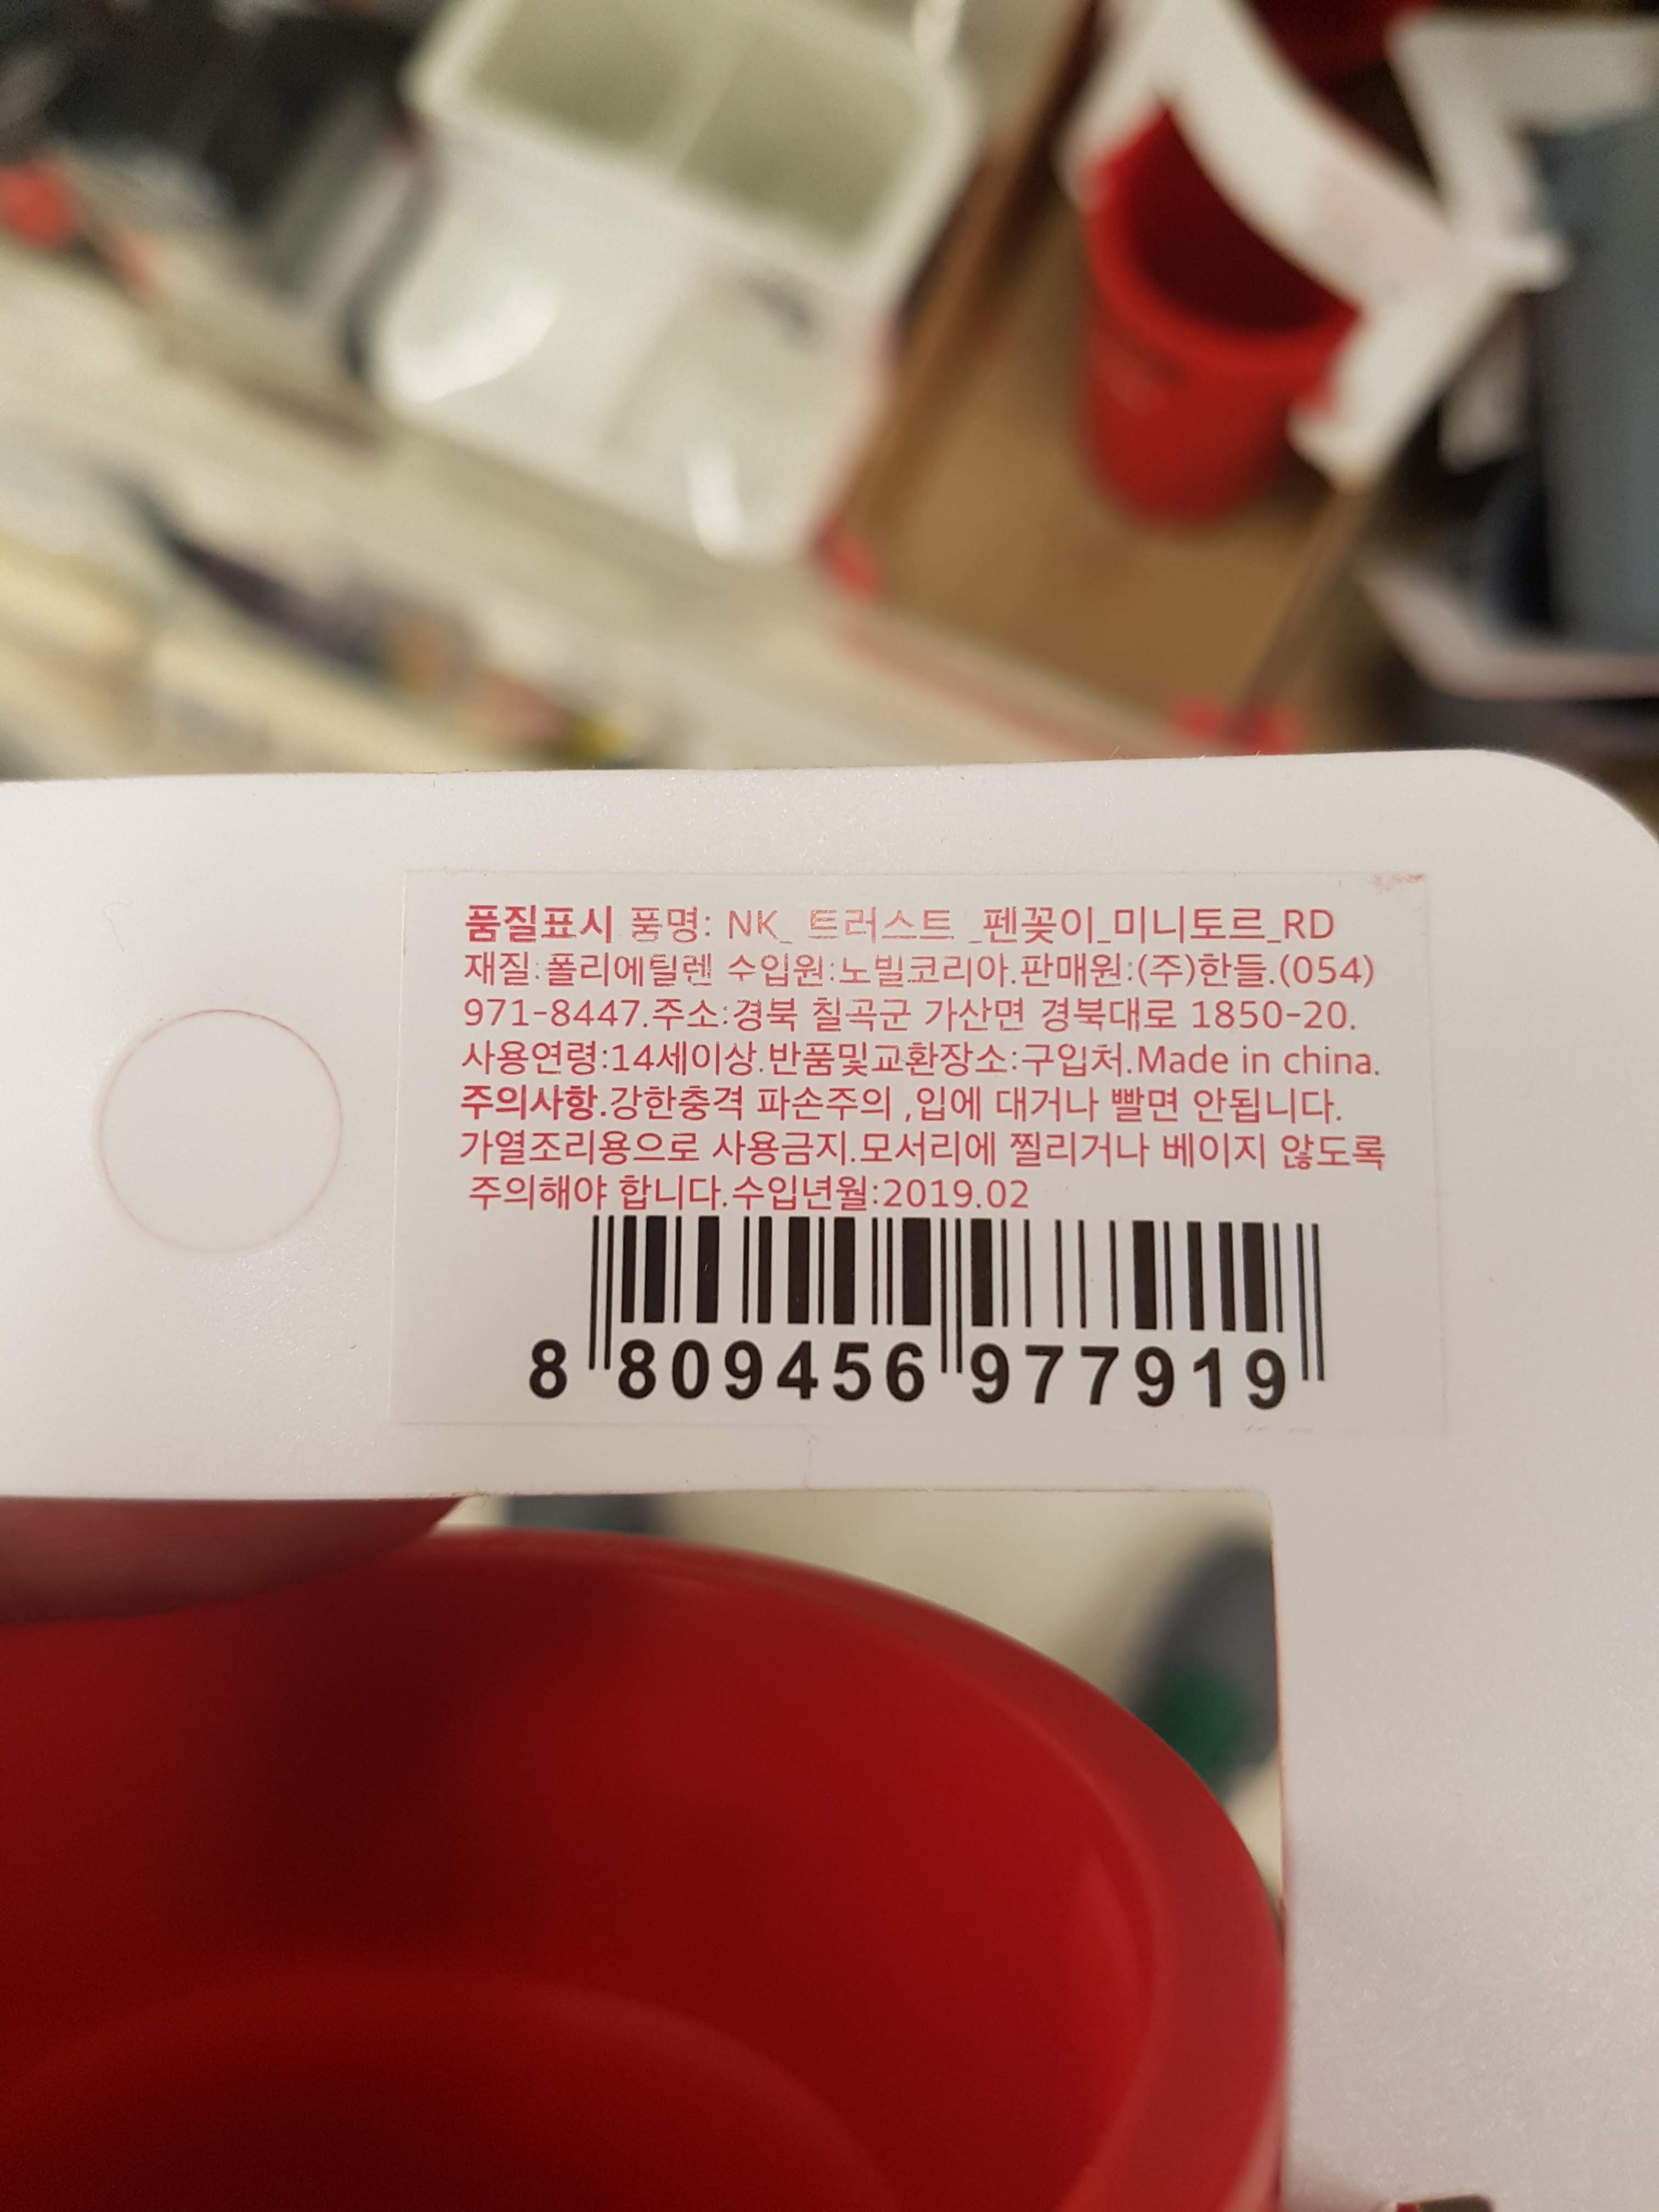 품질표시 품명: NK_ 트러스트 _펜꽂이_미니토르_RD
재질:폴리에틸렌 수입원:노빌코리아.판매원:(주)한들.(054)
971-8447.주소:경북 칠곡군 가산면 경북대로 1850-20.
사용연령:14세이상.반품및교환장소:구입처.Made in china.
주의사항.강한충격 파손주의 ,입에 대거나 빨면 안됩니다.
가열조리용으로 사용금지.모서리에 찔리거나 베이지 않도록
주의해야 합니다.수입년월:2019.02
8 809456 977919